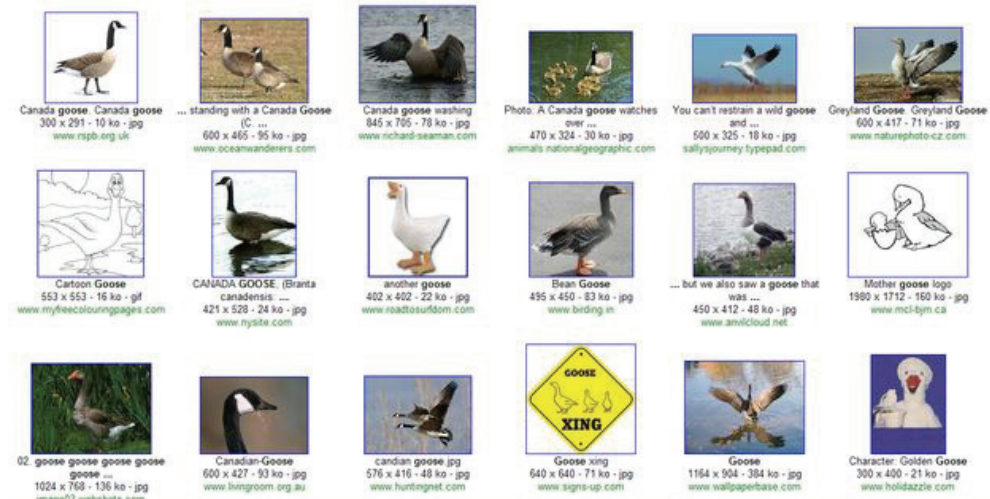 Canada goose. Canada goose
300 x 291 - 10 ko - jpg
www.rspb.org.uk
... standing with a Canada Goose
(C. ...
600 x 465 - 95 ko - jpg
www.oceanwanderers.com
Canada goose washing
845 x 705 - 78 ko - jpg
www.richard-seaman.com
Photo: A Canada goose watches
over ...
470 x 324 - 30 ko - jpg
animals.nationalgeographic.com
You can't restrain a wild goose
and ...
500 x 325 - 18 ko - jpg
sallysjourney.typepad.com
Greyland Goose. Greyland Goose
600 x 417 - 71 ko - jpg
www.naturephoto-cz.com
Cartoon Goose
553 x 553 - 16 ko - gif
www.myfreecolouringpages.com
CANADA GOOSE, (Branta
canadensis: ...
421 x 528 - 24 ko - jpg
www.nysite.com
another goose
402 x 402 - 22 ko - jpg
www.roadtosurfdom.com
Bean Goose
495 x 450 - 83 ko - jpg
www.birding.in
... but we also saw a goose that
was ...
450 x 412 - 48 ko - jpg
www.anvilcloud.net
Mother goose logo
1980 x 1712 - 160 ko - jpg
www.mcl-bjm.ca
02. goose goose goose goose
goose ...
1024 x 768 - 136 ko - jpg
Canadian-Goose
600 x 427 - 93 ko - jpg
www.livingroom.org.au
candian goose.jpg
576 x 416 - 48 ko - jpg
www.huntingnet.com
GOOSE
XING
Goose xing
640 x 640 - 71 ko - jpg
www.signs-up.com
Goose
1164 x 904 - 384 ko - jpg
www.wallpaperbase.com
Character: Golden Goose
300 x 400 - 21 ko - jpg
www.holidazzle.com